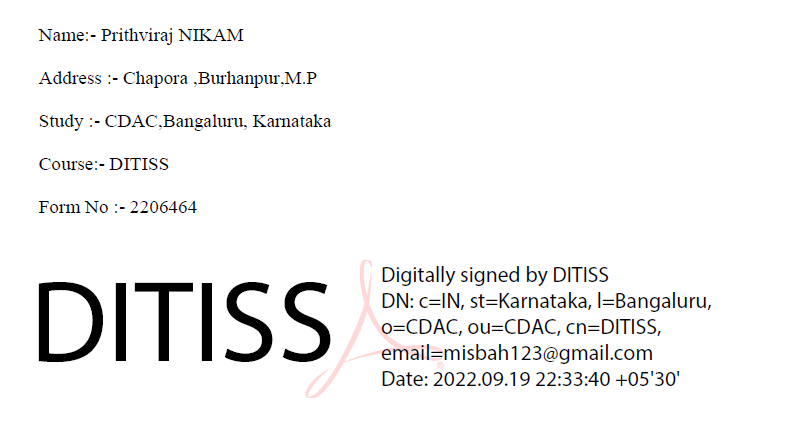 Name:- Prithviraj NIKAM
Address :- Chapora ,Burhanpur,M.P
Study :- CDAC,Bangaluru, Karnataka
Course:- DITISS
Form No :- 2206464
DITISS
Digitally signed by DITISS
DN: c=IN, st=Karnataka, l=Bangaluru,
o=CDAC, ou=CDAC, cn=DITISS,
email=misbah123@gmail.com
Date: 2022.09.19 22:33:40 +05'30'